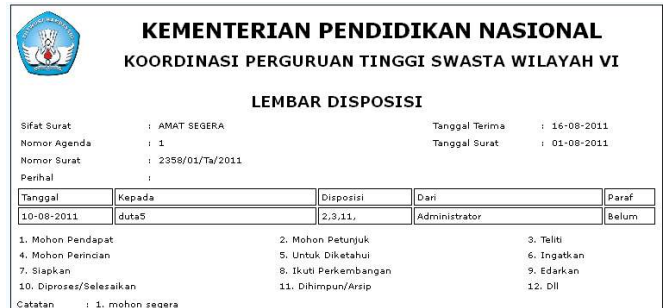 KEMENTERIAN PENDIDIKAN NASIONAL
KOORDINASI PERGURUAN TINGGI SWASTA WILAYAH VI
LEMBAR DISPOSISI
Sifat Surat : AMAT SEGERA Tanggal Terima : 16-08-2011
Nomor Agenda : 1 Tanggal Surat : 01-08-2011
Nomor Surat : 2358/01/Ta/2011
Perihal :
Tanggal Kepada Disposisi Dari Paraf
10-08-2011 duta5 2,3,11, Administrator Belum
1. Mohon Pendapat 2. Mohon Petunjuk 3. Teliti
4. Mohon Perincian 5. Untuk Diketahui 6. Ingatkan
7. Siapkan 8. Ikuti Perkembangan 9. Edarkan
10. Diproses/Selesaikan 11. Dihimpun/Arsip 12. Dll
Catatan : 1. mohon segera